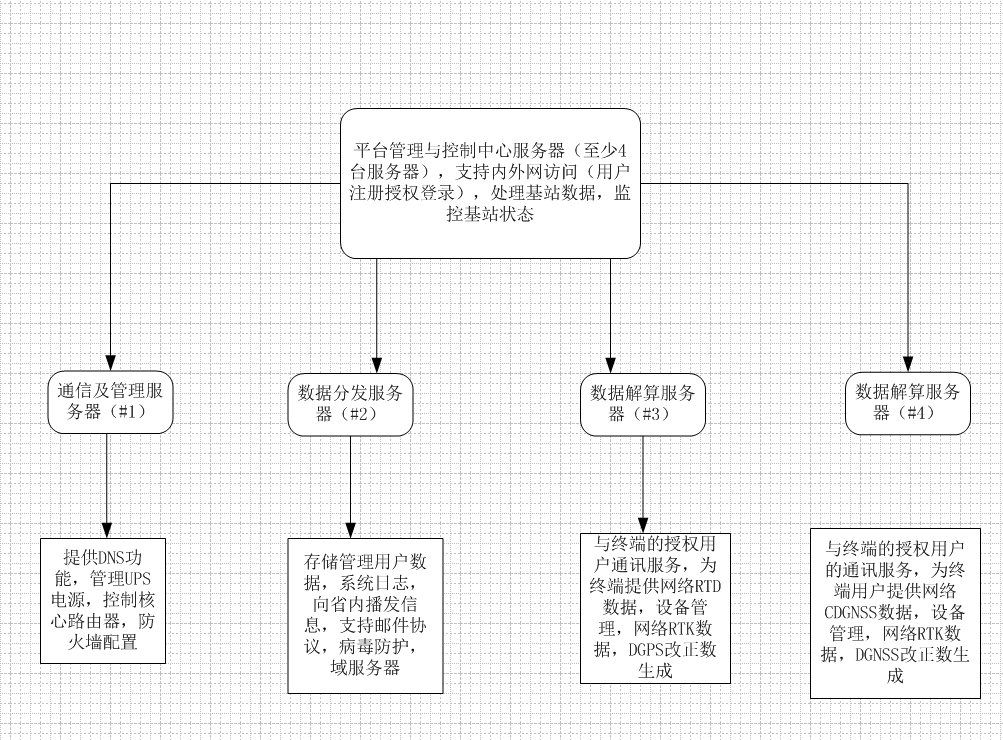 平台管理与控制中心服务器（至少4
台服务器），支持内外网访问（用户
注册授权登录），处理基站数据，监
控基站状态
通信及管理服
务器（#1）
数据分发服务
器（#2）
数据解算服务
器（#3）
数据解算服务
器（#4）
提供DNS功
能，管理UPS
电源，控制核
心路由器，防
火墙配置
存储管理用户数
据，系统日志，
向省内播发信
息，支持邮件协
议，病毒防护，
域服务器
与终端的授权用
户通讯服务，为
终端提供网络RTD
数据，设备管
理，网络RTK数
据，DGPS改正数
生成
与终端的授权用户
的通讯服务，为终
端用户提供网络
CDGNSS数据，设备
管理，网络RTK数
据，DGNSS改正数生
成